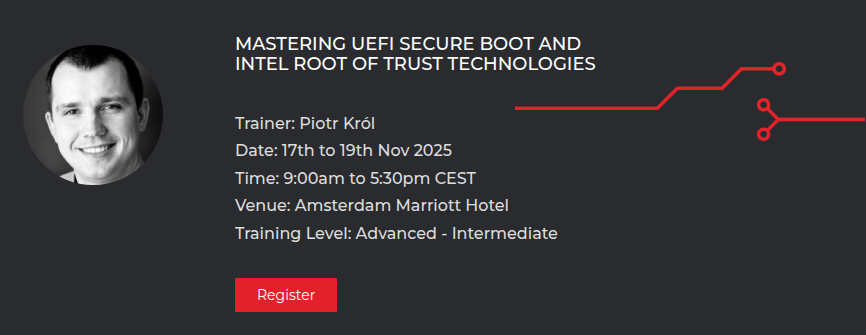 MASTERING UEFI SECURE BOOT AND
INTEL ROOT OF TRUST TECHNOLOGIES
Trainer: Piotr Król
Date: 17th to 19th Nov 2025
Time: 9:00am to 5:30pm CEST
Venue: Amsterdam Marriott Hotel
Training Level: Advanced - Intermediate
Register